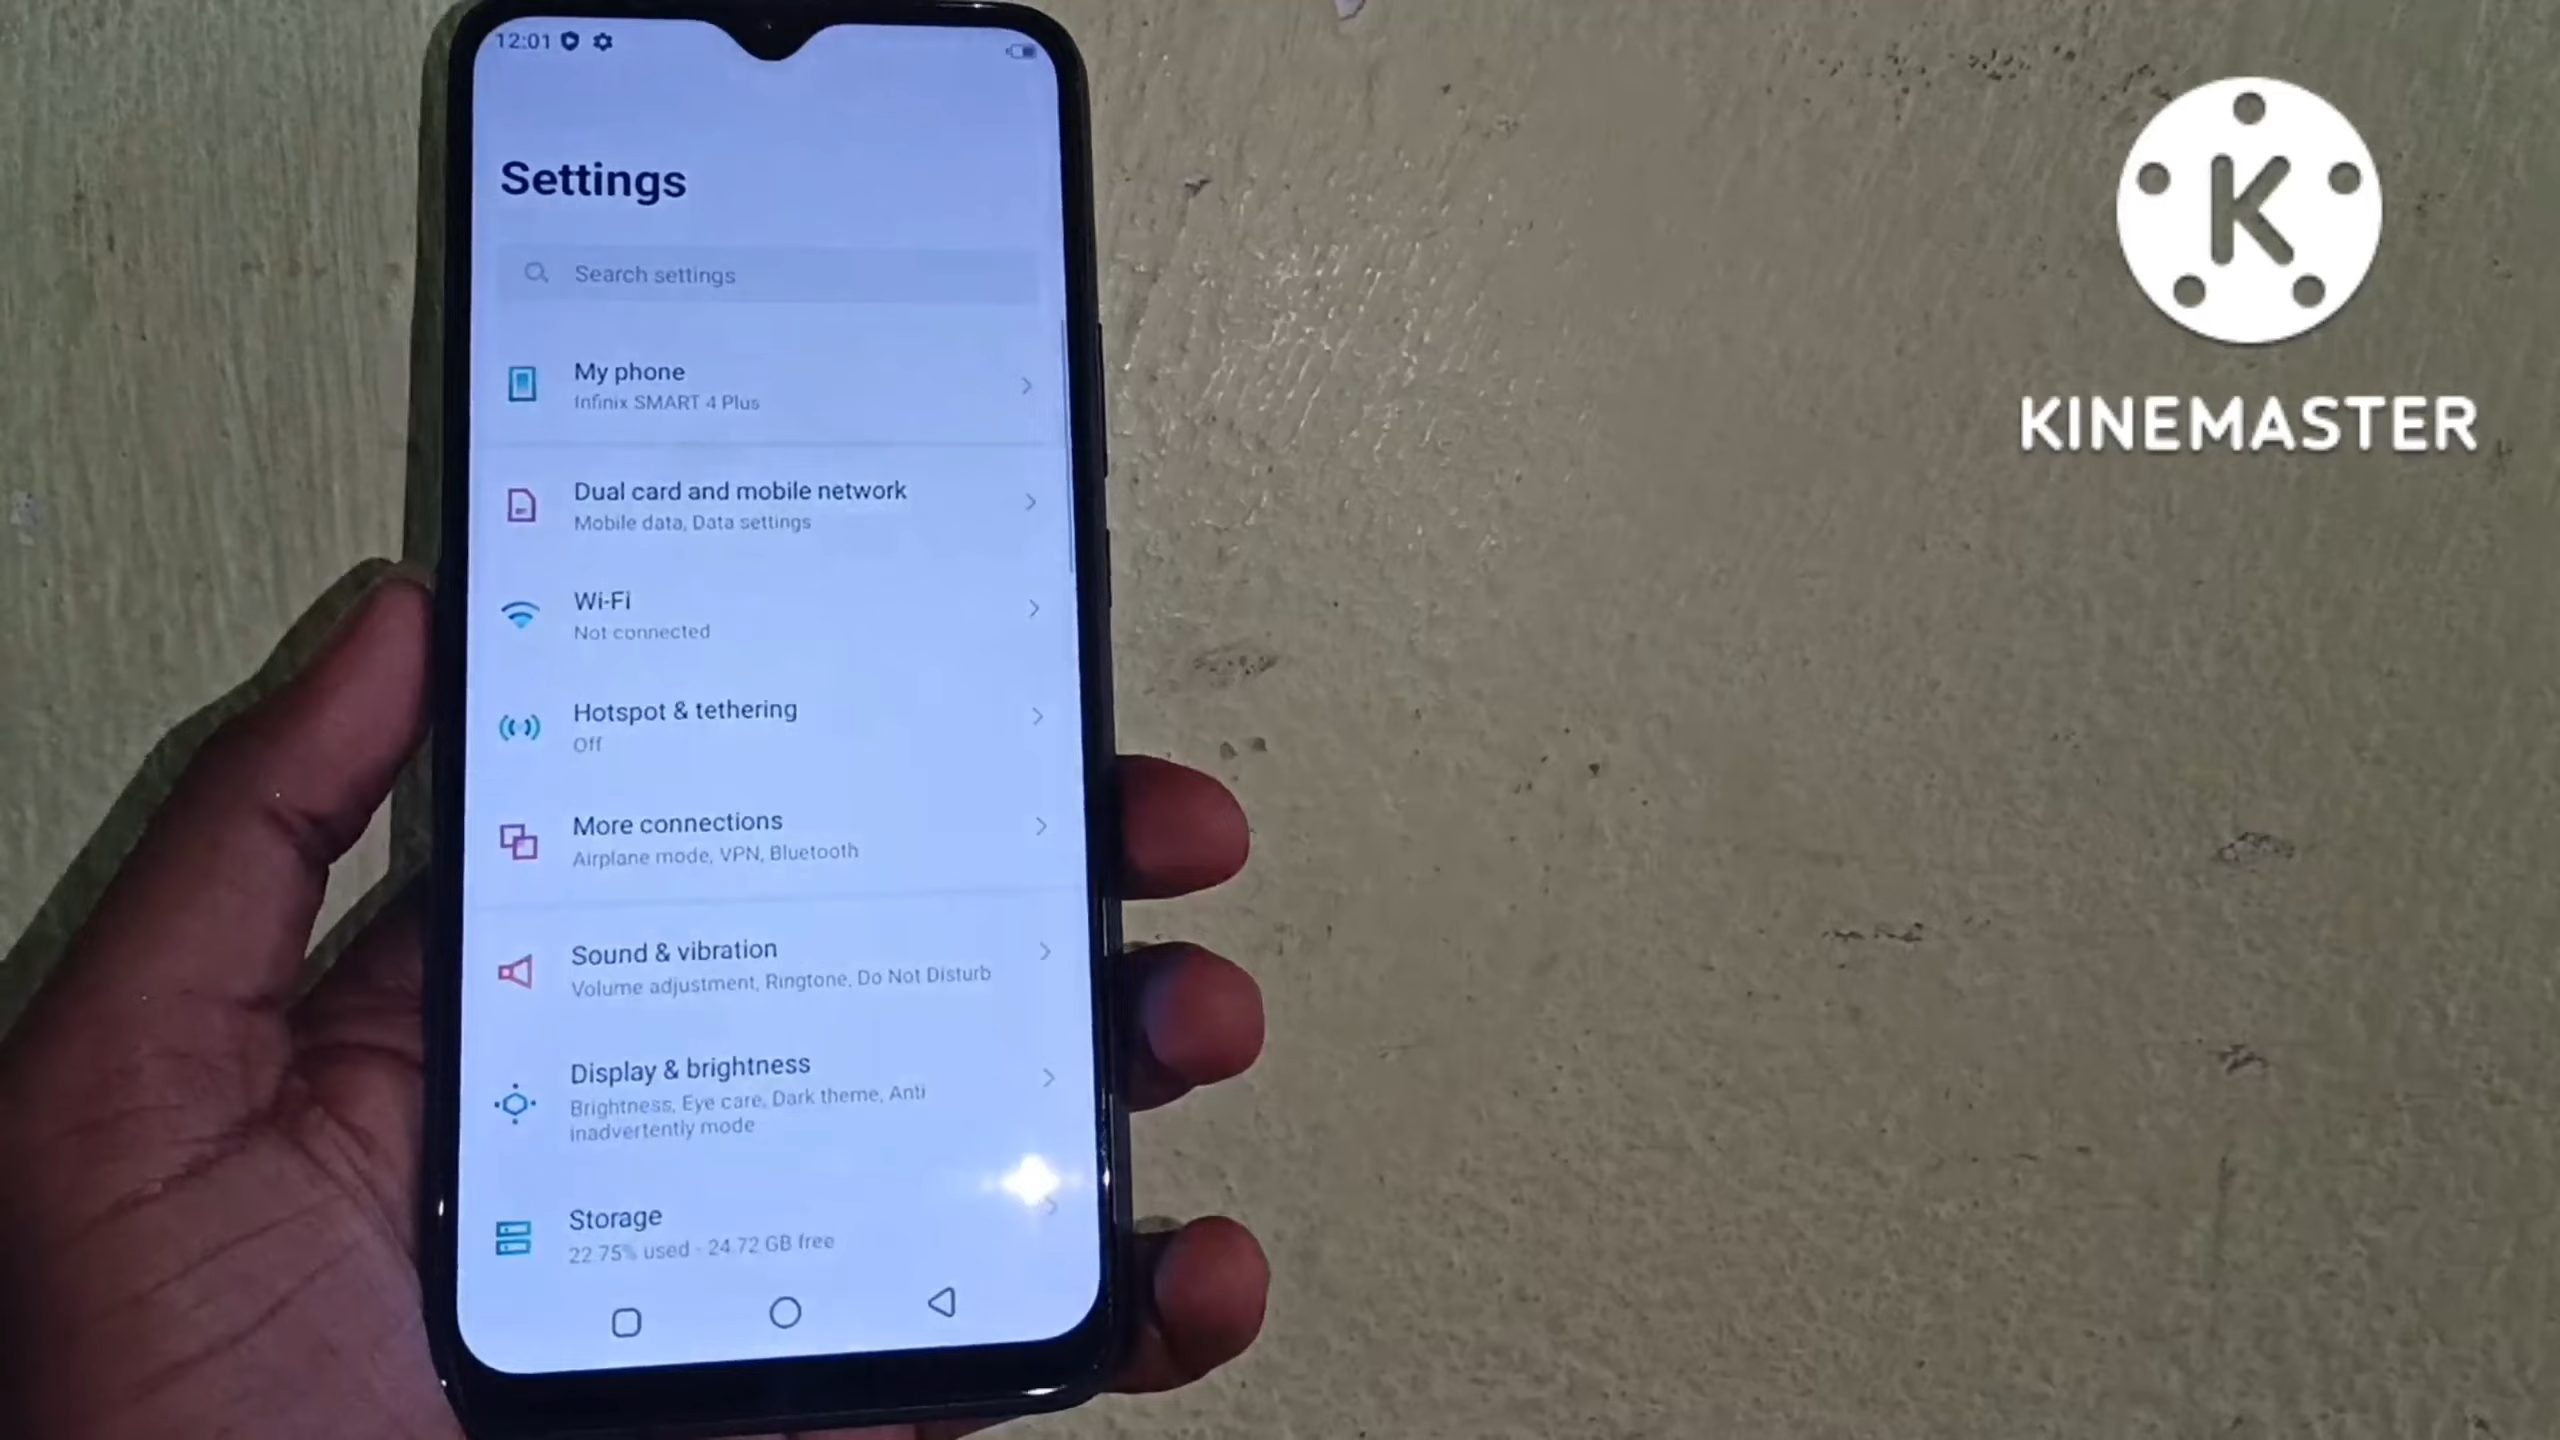 12:01
Settings
Search settings
My phone
Infinix SMART 4 Plus
Dual card and mobile network
Mobile data, Data settings
Wi-Fi
Not connected
Hotspot & tethering
Off
More connections
Airplane mode, VPN, Bluetooth
Sound & vibration
Volume adjustment, Ringtone, Do Not Disturb
Display & brightness
Brightness, Eye care, Dark theme, Anti
inadvertently mode
Storage
22.75% used - 24.72 GB free
K
KINEMASTER